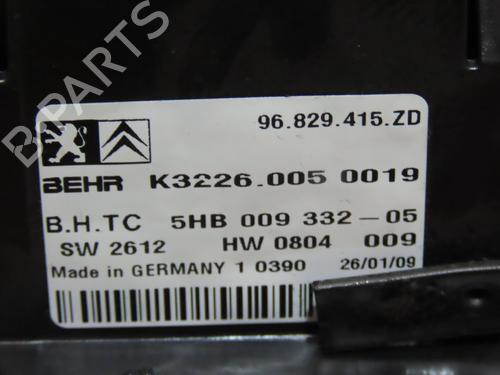 B-PARTS
96.829.415.ZD
BEHR K3226.005 0019
B.H.TC 5HB 009 332-05
SW 2612 HW 0804 009
Made in GERMANY 1 0390 26/01/09